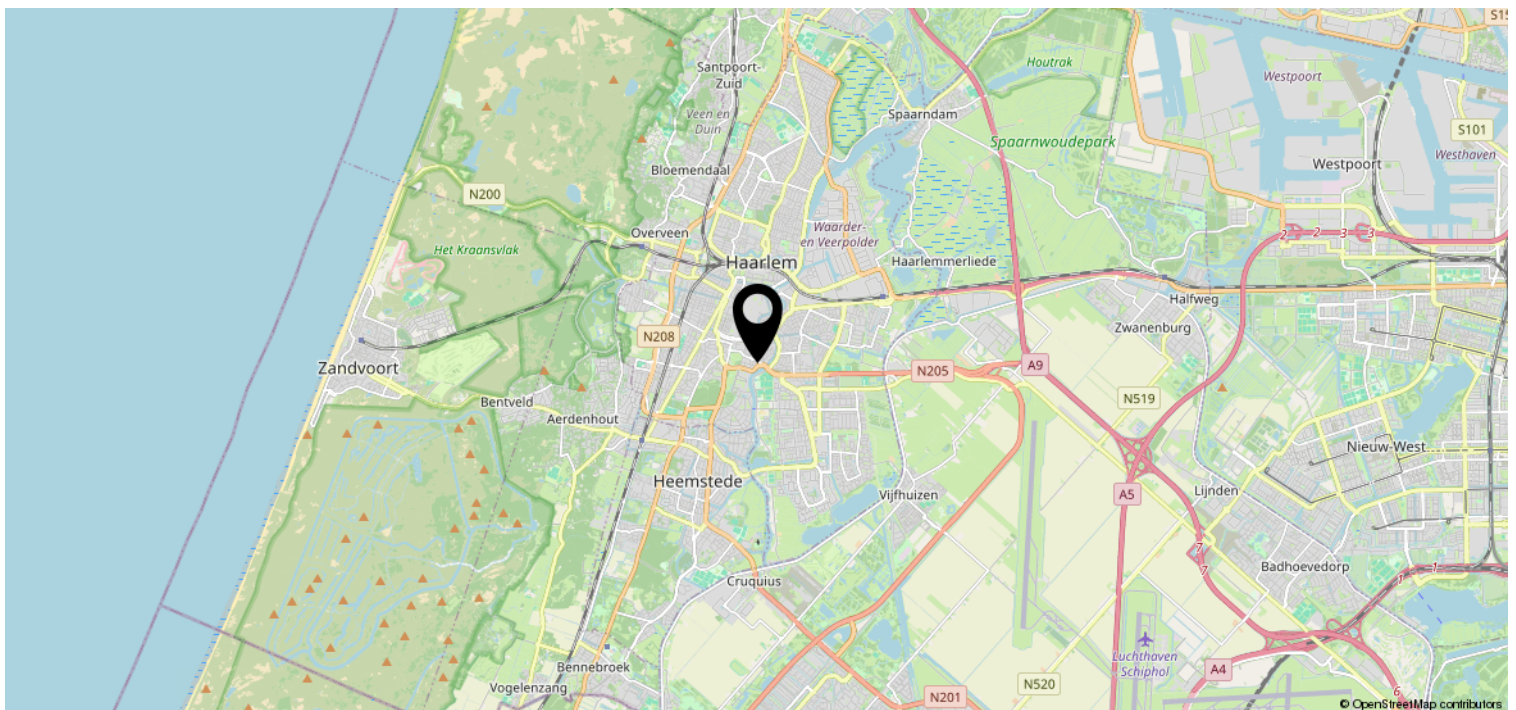 S15
Santpoort-
Zuid
Houtrak
Westpoort
Veen en
Duin
Spaarndam
S101
Spaarnwoudepark
Westhaven
Westpoort
Bloemendaal
N200
Overveen
Waarder-
en Veerpolder
2
2
3
3
Het Kraansvlak
Haarlem
Haarlemmerliede
Halfweg
Zwanenburg
N208
Zandvoort
N205
A9
Bentveld
N519
Aerdenhout
Nieuw-West
Heemstede
Vijfhuizen
A5
Lijnden
7
7
Badhoevedorp
1
1
Cruquius
Luchthaven
Schiphol
Bennebroek
A4
Vogelenzang
N201
N520
6
© OpenStreetMap contributors